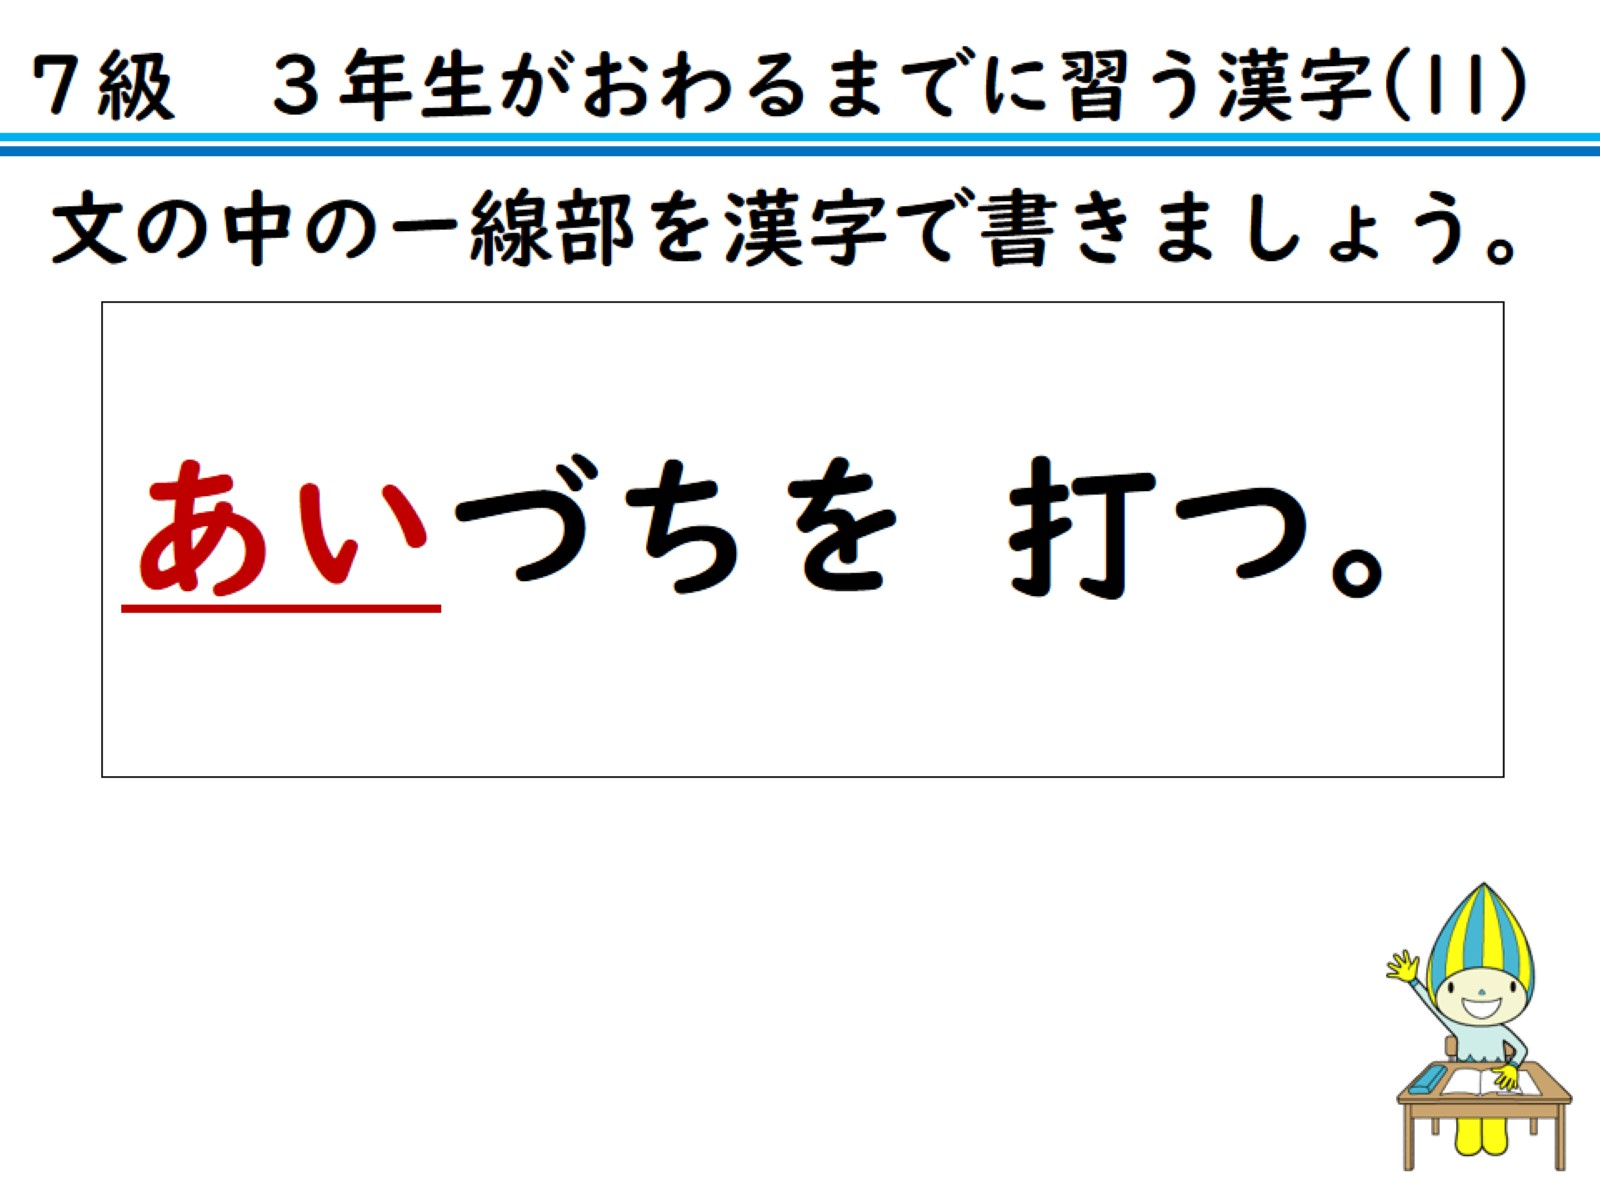 ７級　３年生がおわるまでに習う漢字(11)
文の中の一線部を漢字で書きましょう。
あいづちを 打つ。